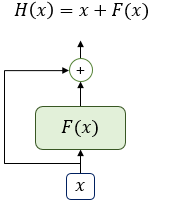 H(x) = x + F(x)
+
F(x)
x